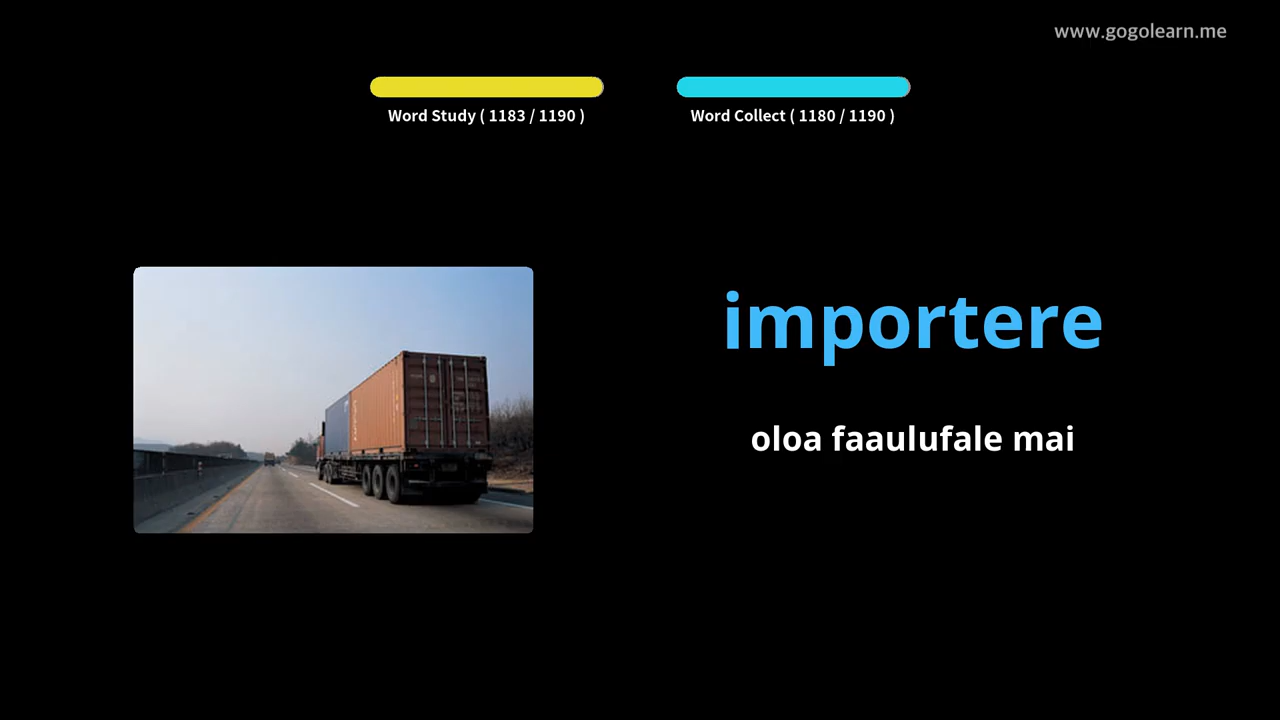 www.gogolearn.me
Word Study ( 1183 / 1190 )
Word Collect ( 1180 / 1190 )
importere
oloa faaulufale mai